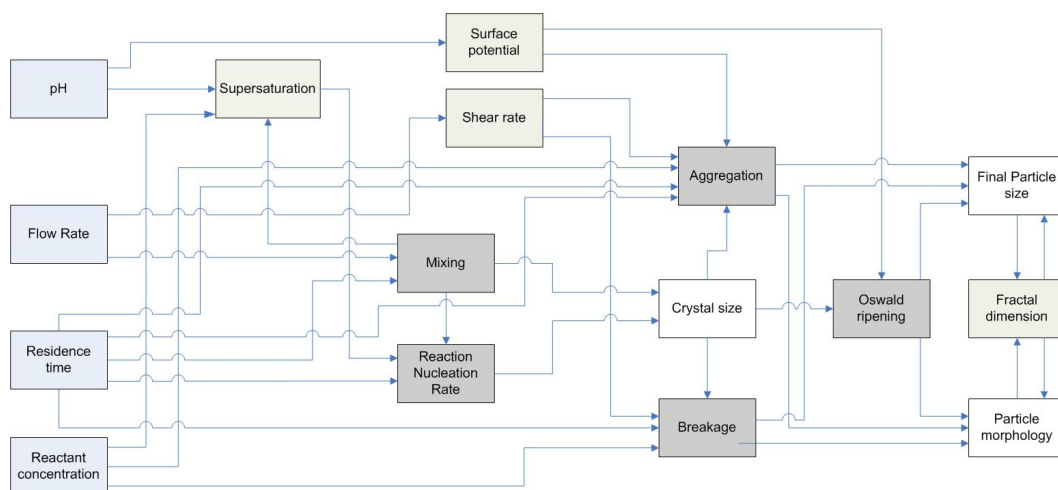 Surface
potential
pH
Supersaturation
Shear rate
Aggregation
Final Particle
size
Flow Rate
Mixing
Crystal size
Oswald
ripening
Fractal
dimension
Residence
time
Reaction
Nucleation
Rate
Breakage
Particle
morphology
Reactant
concentration